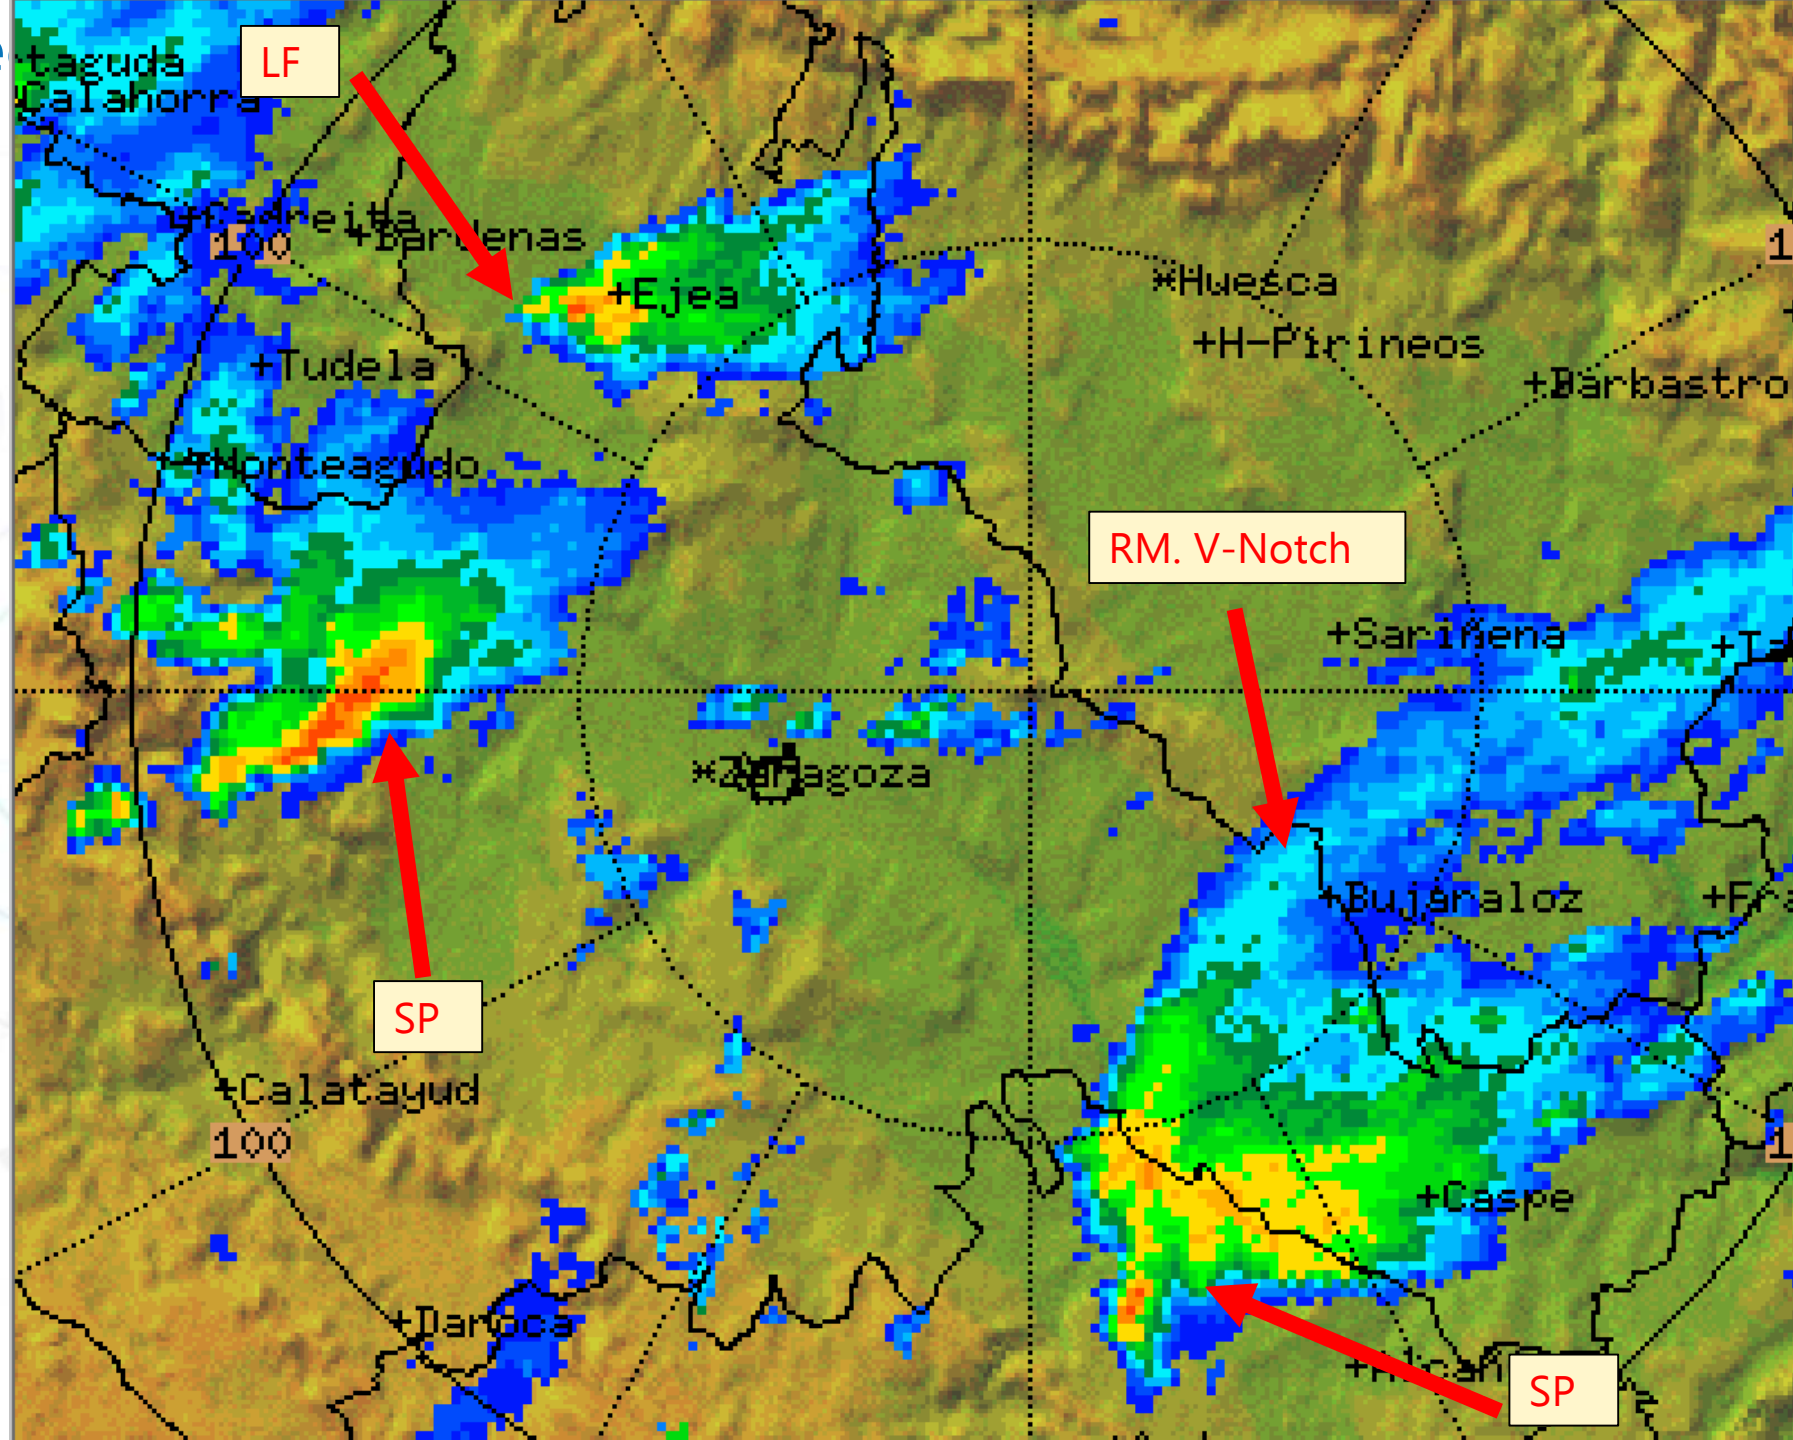 LF
taguda
Calahorra
Cadreita
100
Bardenas
+Ejea
*Huesca
+H-Pirineos
+Tudela
+Barbastro
+Monteagudo
RM. V-Notch
+Sariñena
*Zaragoza
+Bujaraloz
SP
+Calatayud
100
+Caspe
+Daroca
SP